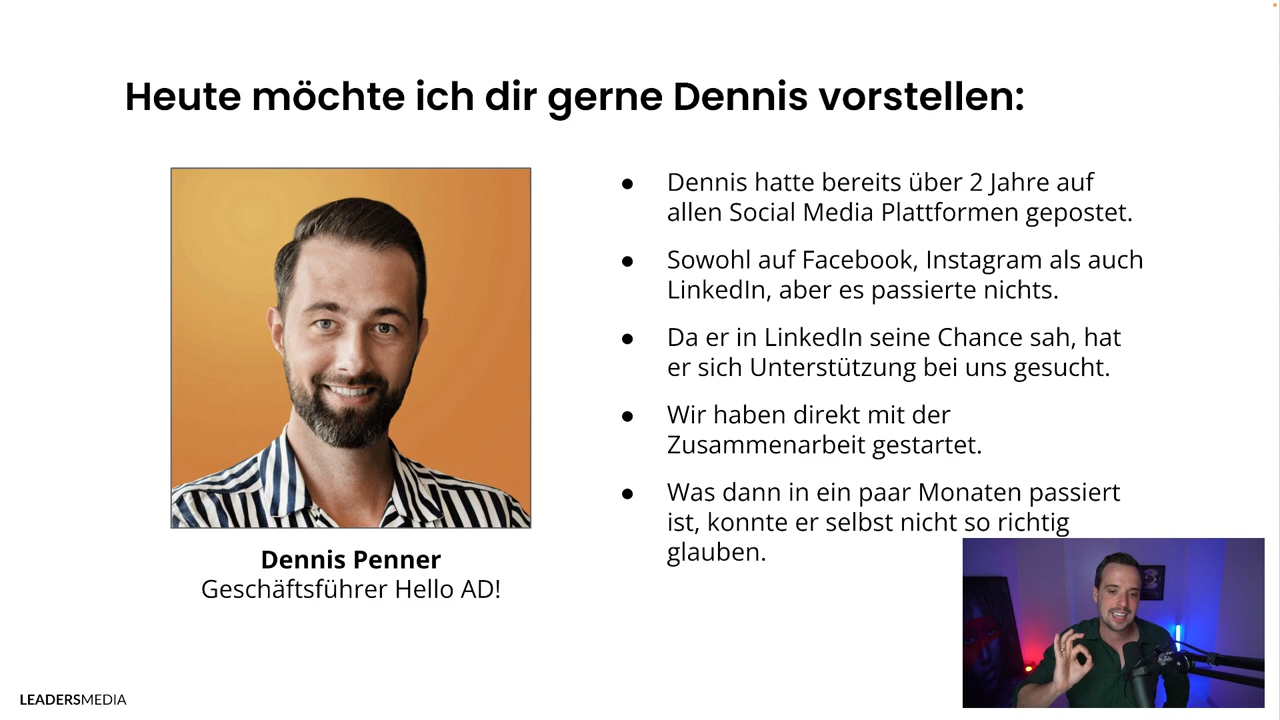 Heute möchte ich dir gerne Dennis vorstellen:
● Dennis hatte bereits über 2 Jahre auf
allen Social Media Plattformen gepostet.
● Sowohl auf Facebook, Instagram als auch
LinkedIn, aber es passierte nichts.
● Da er in LinkedIn seine Chance sah, hat
er sich Unterstützung bei uns gesucht.
● Wir haben direkt mit der
Zusammenarbeit gestartet.
● Was dann in ein paar Monaten passiert
ist, konnte er selbst nicht so richtig
glauben.
Dennis Penner
Geschäftsführer Hello AD!
LEADERSMEDIA